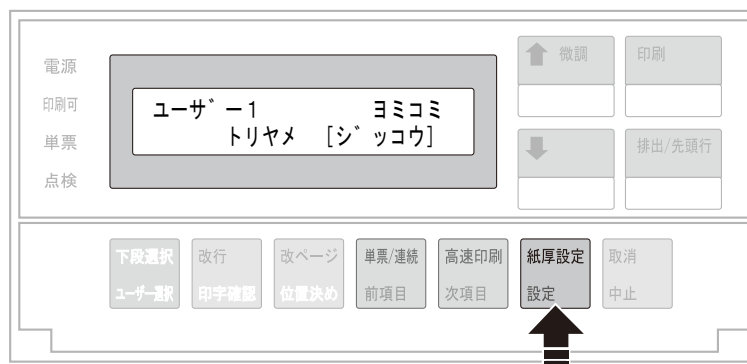 電源
印刷可
単票
点検
ユーザー1 ヨミコミ
トリヤメ [ジッコウ]
微調
印刷
排出/先頭行
下段選択
ユーザー選択
改行
印字確認
改ページ
位置決め
単票/連続
前項目
高速印刷
次項目
紙厚設定
設定
取消
中止